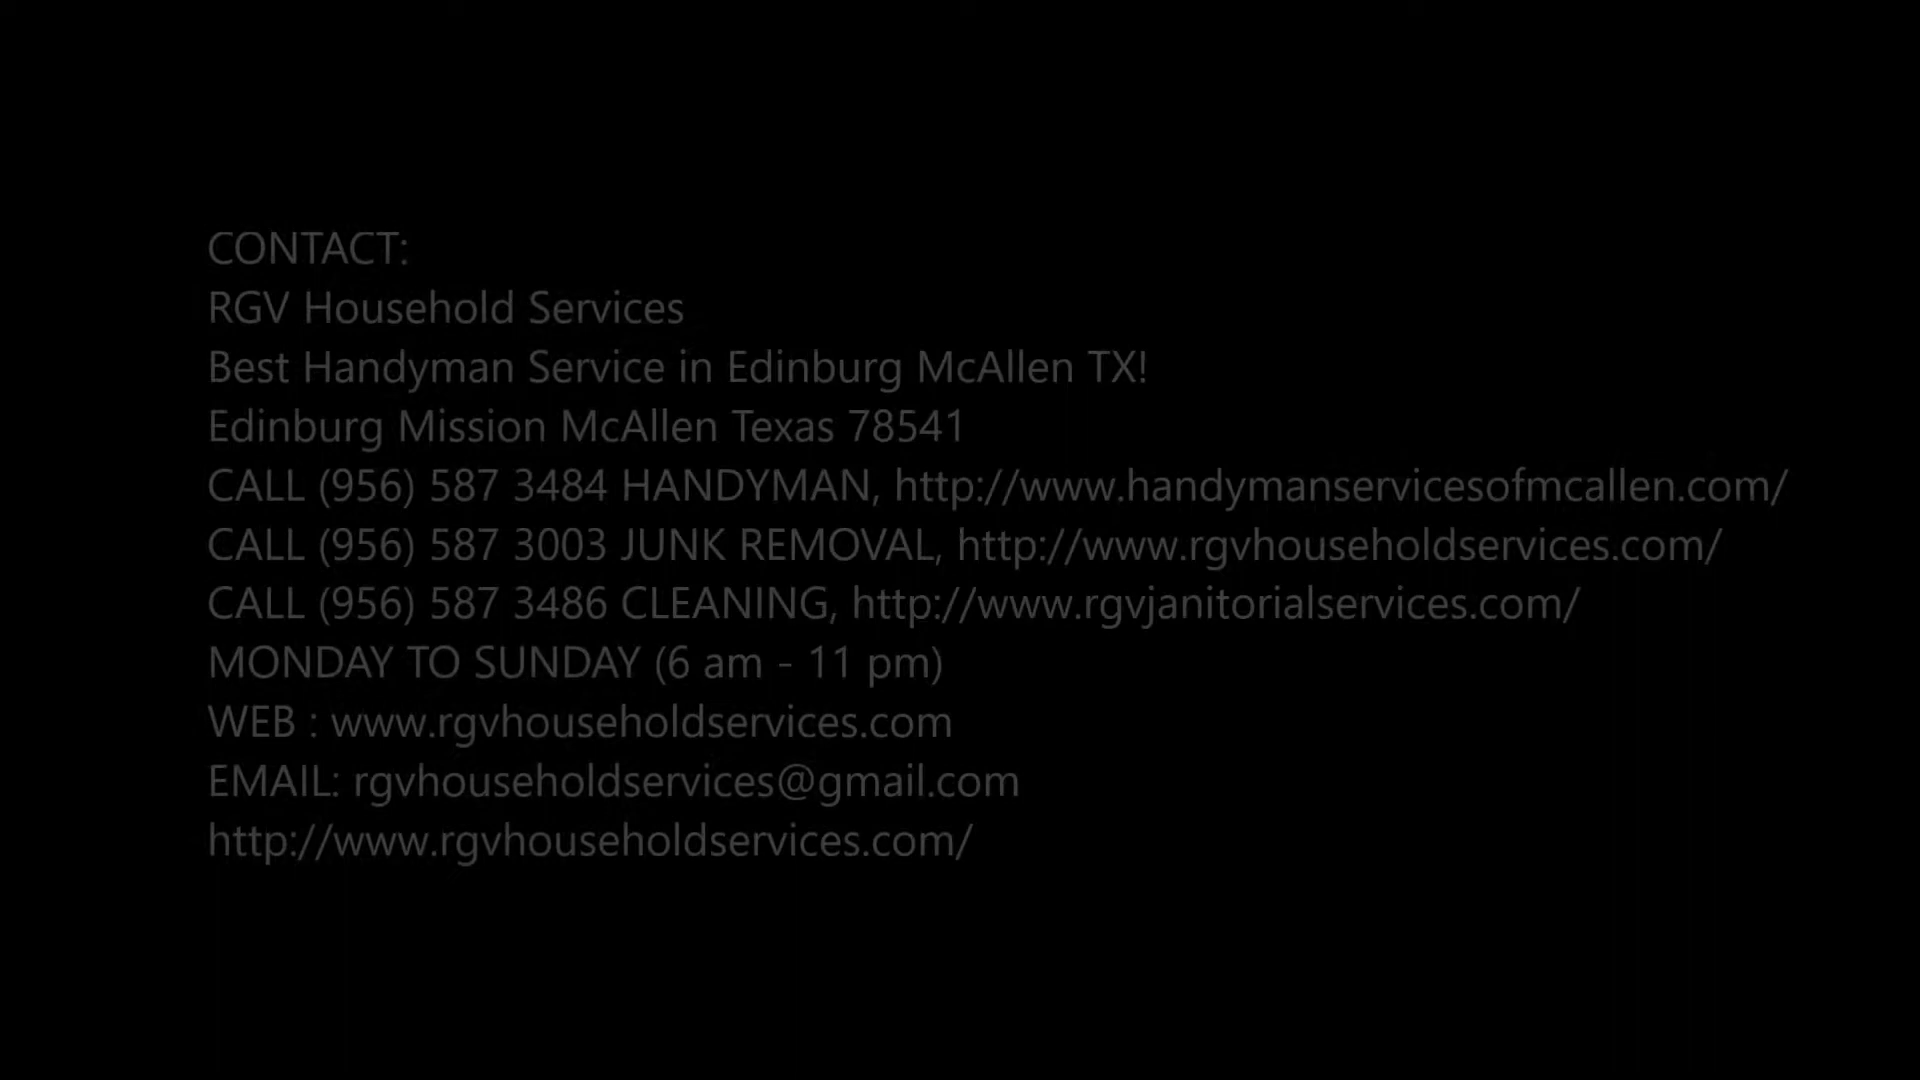 CONTACT:
RGV Household Services
Best Handyman Service in Edinburg McAllen TX!
Edinburg Mission McAllen Texas 78541
CALL (956) 587 3484 HANDYMAN, http://www.handymanservicesofmcallen.com/
CALL (956) 587 3003 JUNK REMOVAL, http://www.rgvhouseholdservices.com/
CALL (956) 587 3486 CLEANING, http://www.rgvjanitorialservices.com/
MONDAY TO SUNDAY (6 am - 11 pm)
WEB : www.rgvhouseholdservices.com
EMAIL: rgvhouseholdservices@gmail.com
http://www.rgvhouseholdservices.com/